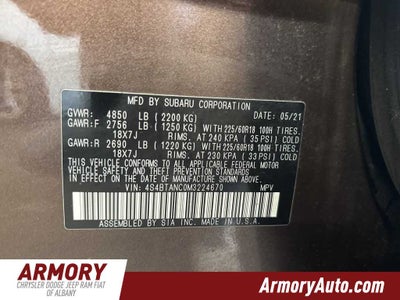 MFD BY SUBARU CORPORATION 05/21
GVWR: 4850 LB (2200 KG)
GAWR:F 2756 LB (1250 KG) WITH 225/60R18 100H TIRES.
18X7J RIMS. AT 240 KPA (35 PSI) COLD
GAWR:R 2690 LB (1220 KG) WITH 225/60R18 100H TIRES.
18X7J RIMS. AT 230 KPA (33 PSI) COLD
THIS VEHICLE CONFORMS TO ALL APPLICABLE FEDERAL MOTOR
VEHICLE SAFETY, BUMPER, AND THEFT PREVENTION STANDARDS
IN EFFECT ON THE DATE OF MANUFACTURE SHOWN ABOVE.
VIN: 4S4BTANC0M3224670 MPV
ASSEMBLED BY SIA INC. IN U.S.A.
ARMORY
CHRYSLER DODGE JEEP RAM FIAT
OF ALBANY
ArmoryAuto.com